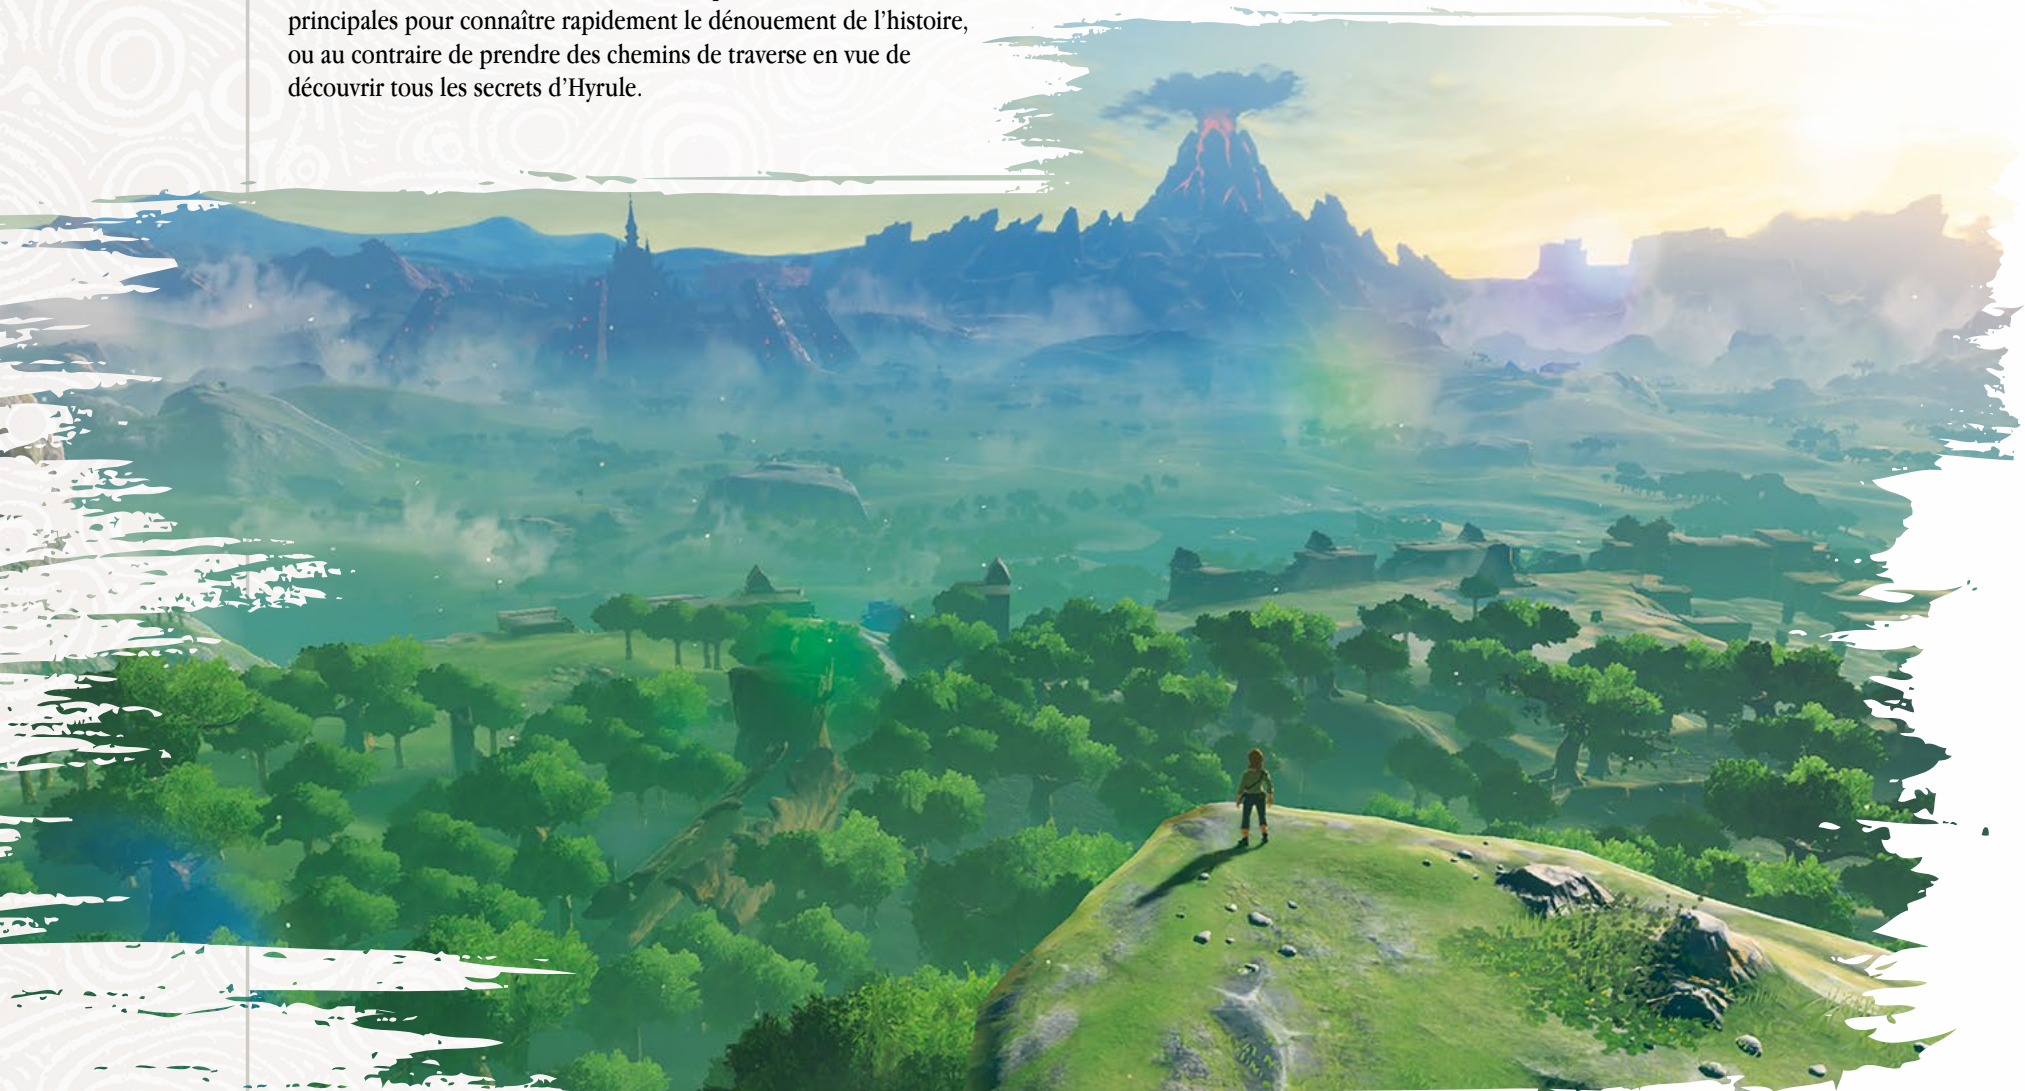 principales pour connaître rapidement le dénouement de l’histoire,
ou au contraire de prendre des chemins de traverse en vue de
découvrir tous les secrets d’Hyrule.